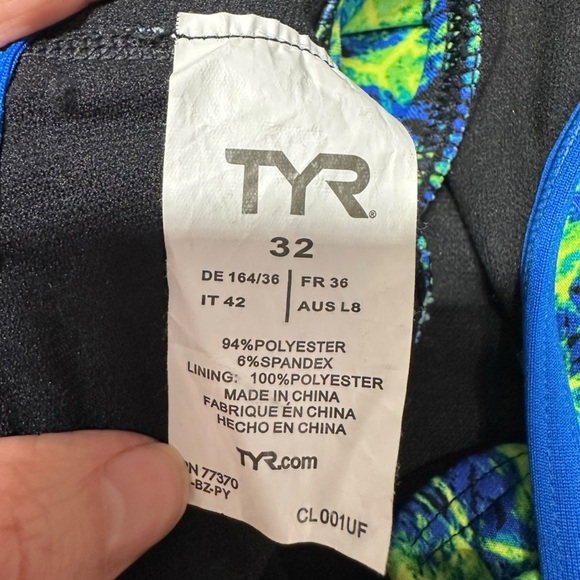 TYR®
32
DE 164/36 FR 36
IT 42 AUS L8
94%POLYESTER
6%SPANDEX
LINING: 100%POLYESTER
MADE IN CHINA
FABRIQUE ÉN CHINA
HECHO EN CHINA
TYR.com
77370
-BZ-PY
CL001UF